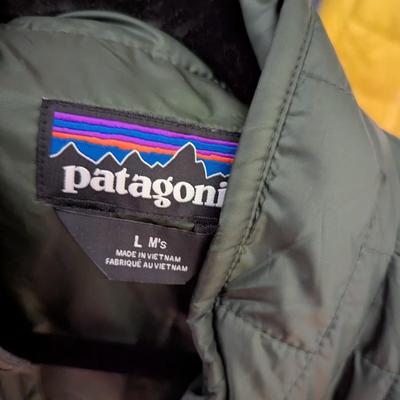 patagoni
L M's
MADE IN VIETNAM
FABRIQUÉ AU VIETNAM